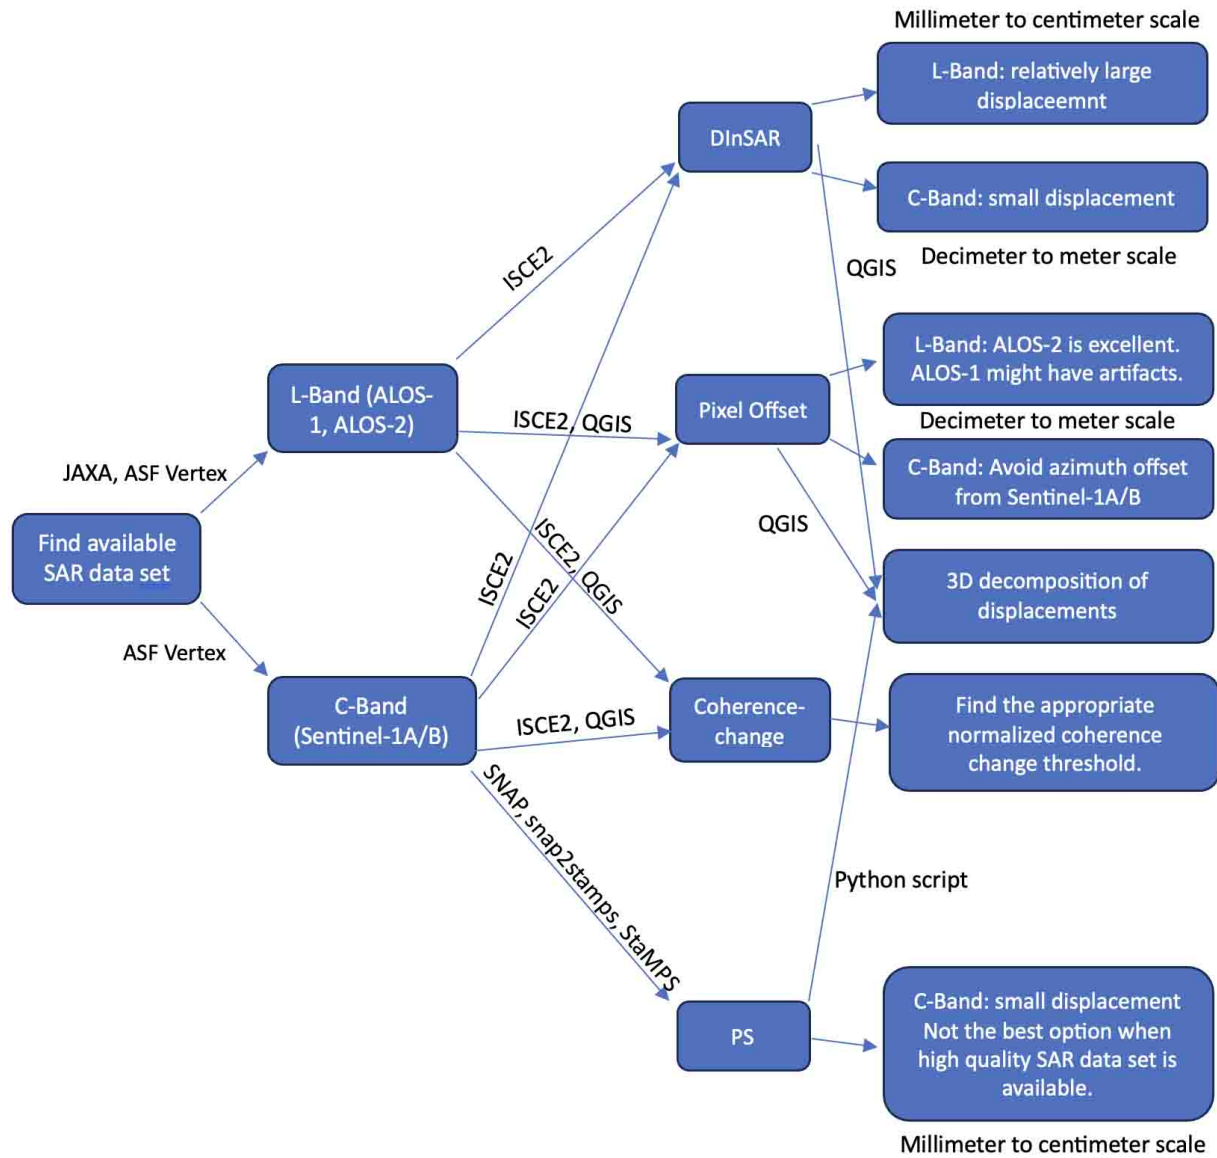 Millimeter to centimeter scale
L-Band: relatively large
displaceemnt
DInSAR
C-Band: small displacement
Decimeter to meter scale
QGIS
ISCE2
L-Band: ALOS-2 is excellent.
ALOS-1 might have artifacts.
L-Band (ALOS-
1, ALOS-2)
Pixel Offset
ISCE2, QGIS
Decimeter to meter scale
C-Band: Avoid azimuth offset
from Sentinel-1A/B
JAXA, ASF Vertex
QGIS
Find available
SAR data set
ISCE2
ISCE2, QGIS
ISCE2
3D decomposition of
displacements
ASF Vertex
C-Band
(Sentinel-1A/B)
ISCE2, QGIS
Coherence-
change
Find the appropriate
normalized coherence
change threshold.
SNAP, snap2stamps, StaMPS
Python script
PS
C-Band: small displacement
Not the best option when
high quality SAR data set is
available.
Millimeter to centimeter scale